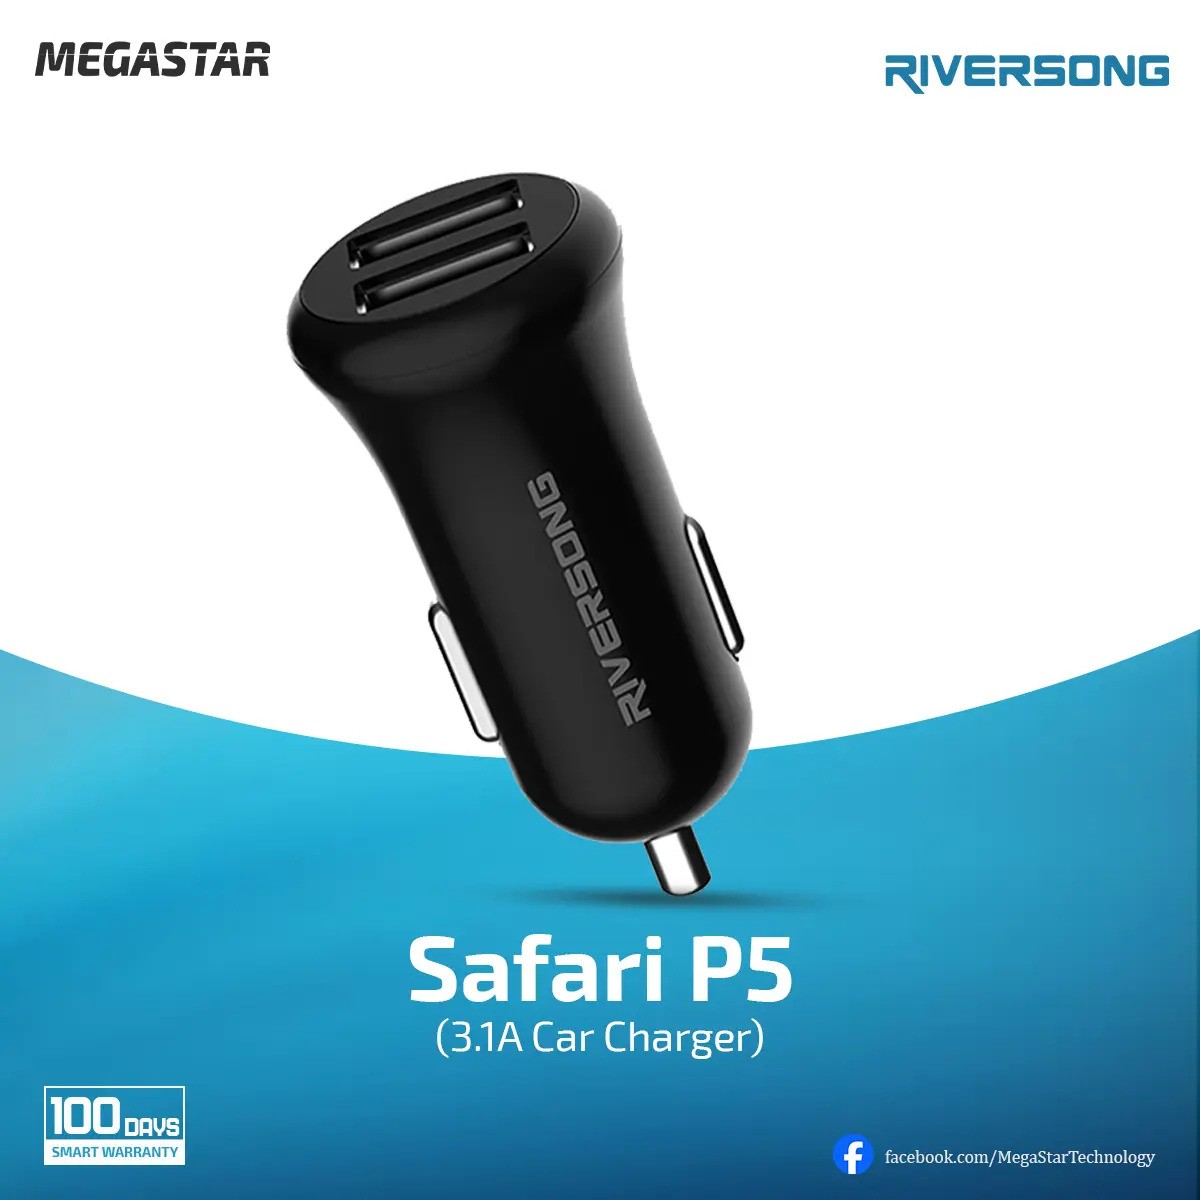 MEGASTAR
RIVERSONG
RIVERSONG
Safari P5
(3.1A Car Charger)
100 DAYS
SMART WARRANTY
facebook.com/MegaStarTechnology